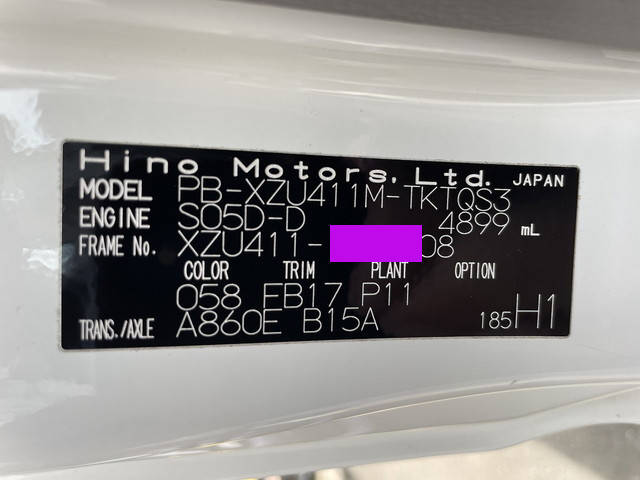 Hino Motors, Ltd. JAPAN
MODEL PB-XZU411M-TKTQS3
ENGINE S05D-D 4899 mL
FRAME No. XZU411- 08
COLOR TRIM PLANT OPTION
058 FB17 P11
TRANS./AXLE A860E B15A 185H1